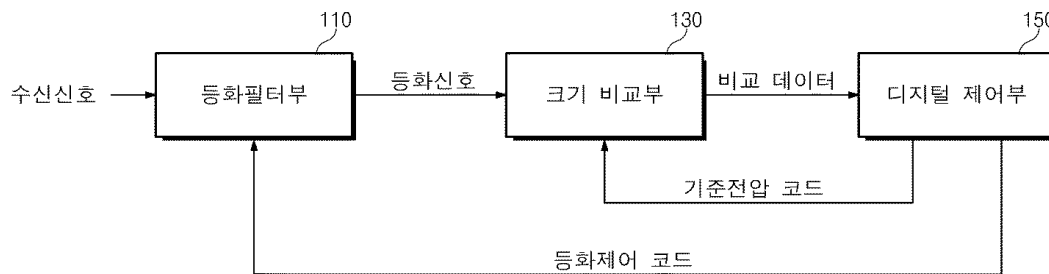 110
130
150
수신신호
등화필터부
등화신호
크기 비교부
비교 데이터
디지털 제어부
기준전압 코드
등화제어 코드